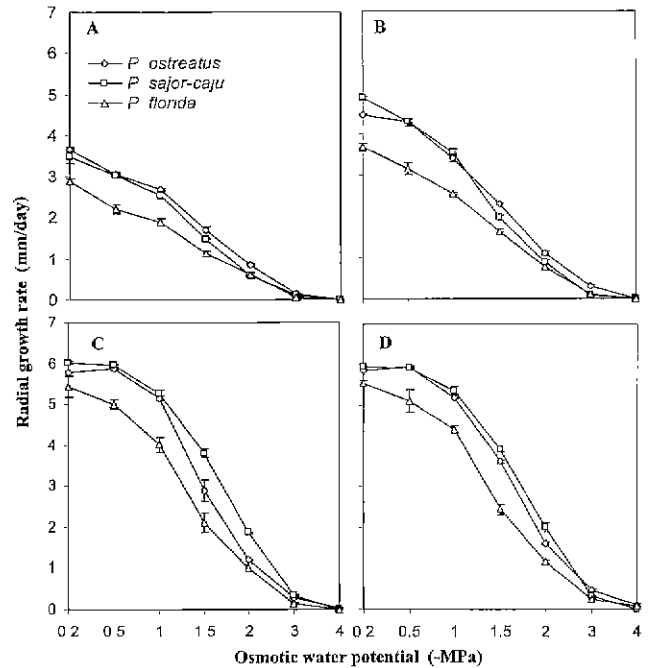 7
6
5
4
3
2
1
0
A
P ostreatus
P sajor-caju
P florida
B
Radial growth rate (mm/day)
7
6
5
4
3
2
1
0
C
D
0 2 0 5 1 1.5 2 3 4
0.2 0.5 1 1.5 2 3 4
Osmotic water potential (-MPa)